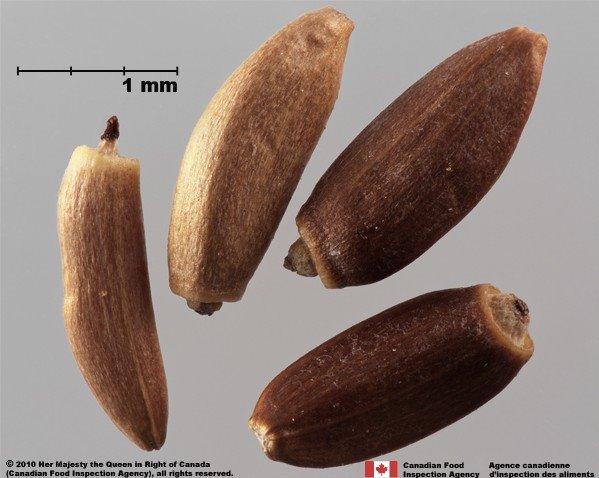 1 mm
© 2010 Her Majesty the Queen in Right of Canada
(Canadian Food Inspection Agency), all rights reserved.
Canadian Food
Inspection Agency
Agence canadienne
d'inspection des aliments